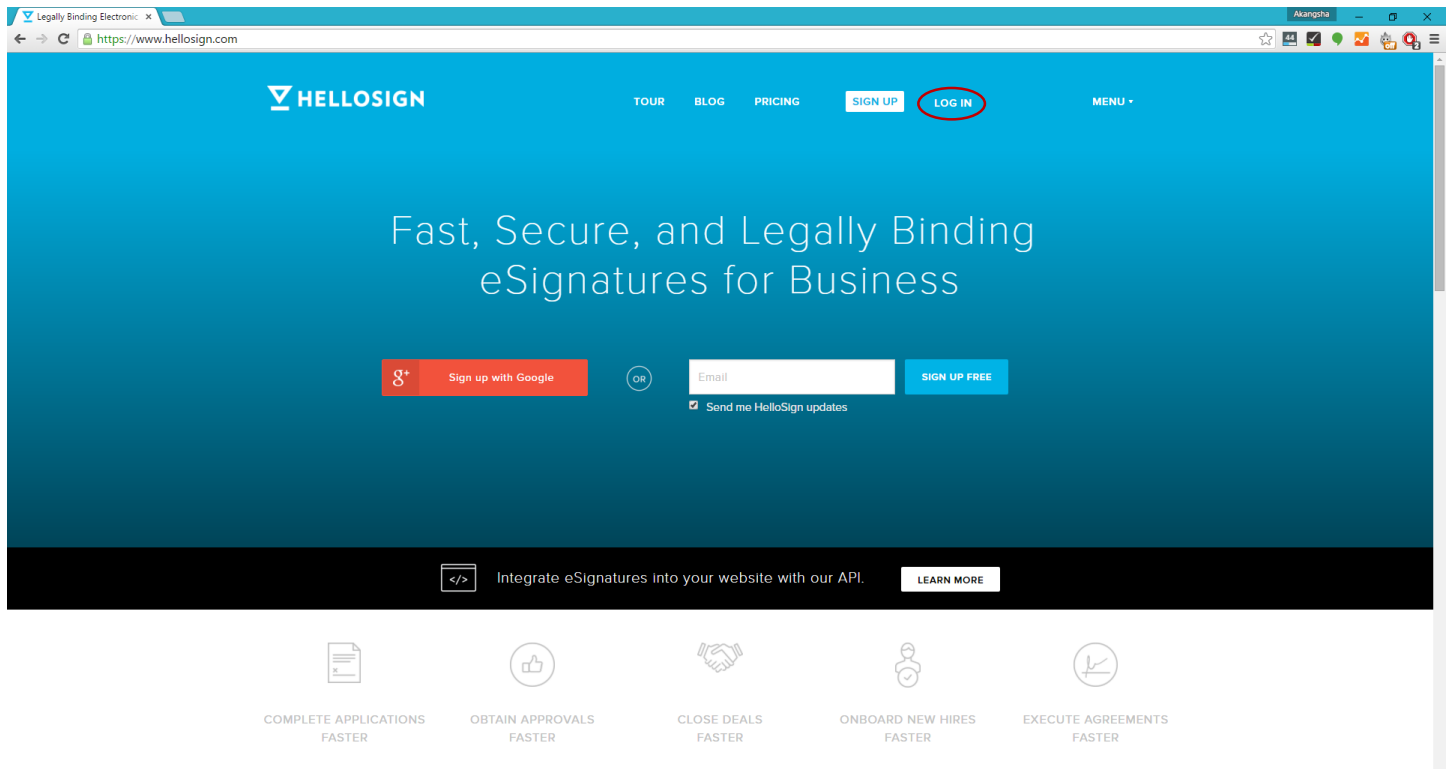 Legally Binding Electronic
Akangsha
https://www.hellosign.com
44
Off
2
HELLOSIGN
TOUR BLOG PRICING SIGN UP LOG IN MENU
Fast, Secure, and Legally Binding
eSignatures for Business
g+ Sign up with Google OR Email SIGN UP FREE
Send me HelloSign updates
</> Integrate eSignatures into your website with our API. LEARN MORE
COMPLETE APPLICATIONS FASTER
OBTAIN APPROVALS FASTER
CLOSE DEALS FASTER
ONBOARD NEW HIRES FASTER
EXECUTE AGREEMENTS FASTER